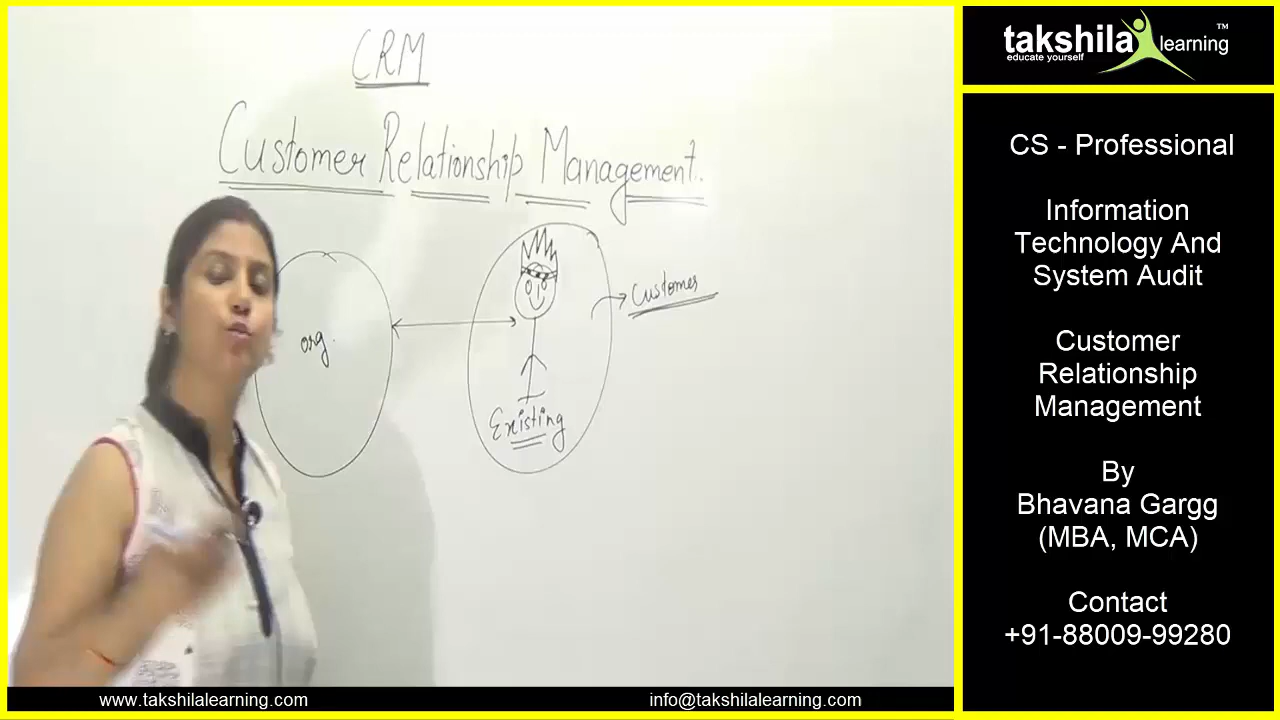 CRM
Customer Relationship Management.
org.
Existing
Customer
takshila learning ™
educate yourself
CS - Professional
Information
Technology And
System Audit
Customer
Relationship
Management
By
Bhavana Gargg
(MBA, MCA)
Contact
+91-88009-99280
www.takshilalearning.com
info@takshilalearning.com